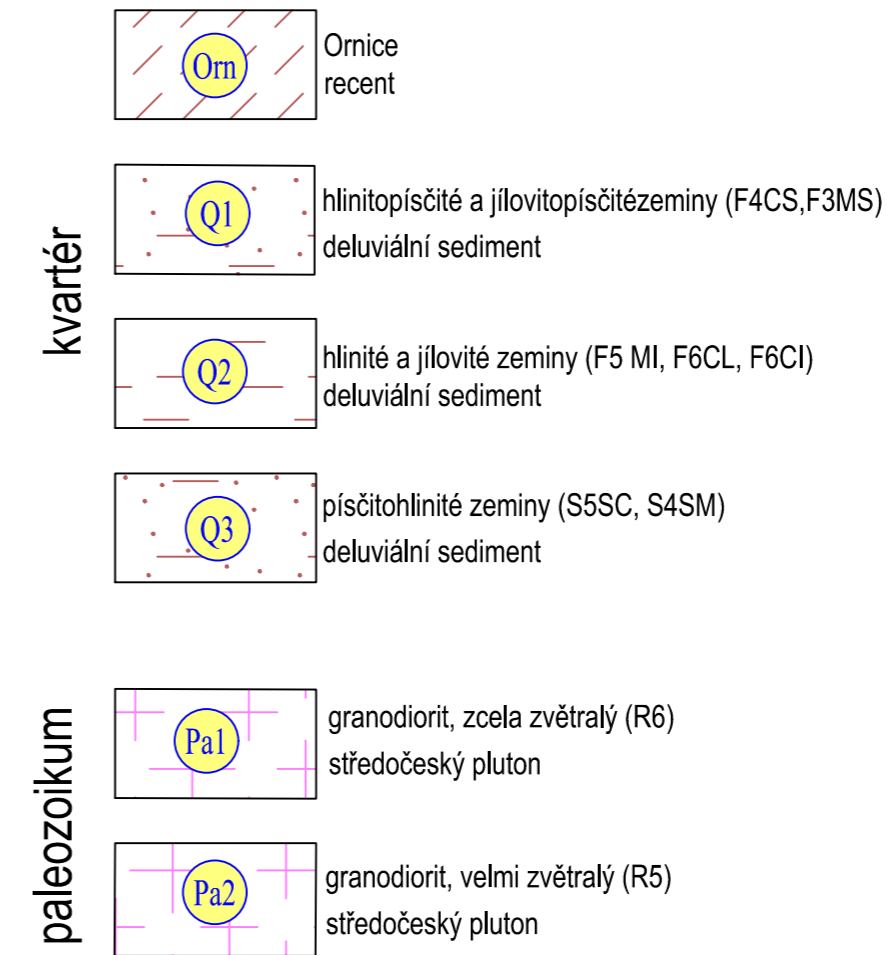 Orn
Ornice
recent
kvartér
Q1
hlinitopísčité a jílovitopísčitézeminy (F4CS,F3MS)
deluviální sediment
Q2
hlinité a jílovité zeminy (F5 MI, F6CL, F6CI)
deluviální sediment
Q3
písčitohlinité zeminy (S5SC, S4SM)
deluviální sediment
paleozoikum
Pa1
granodiorit, zcela zvětralý (R6)
středočeský pluton
Pa2
granodiorit, velmi zvětralý (R5)
středočeský pluton